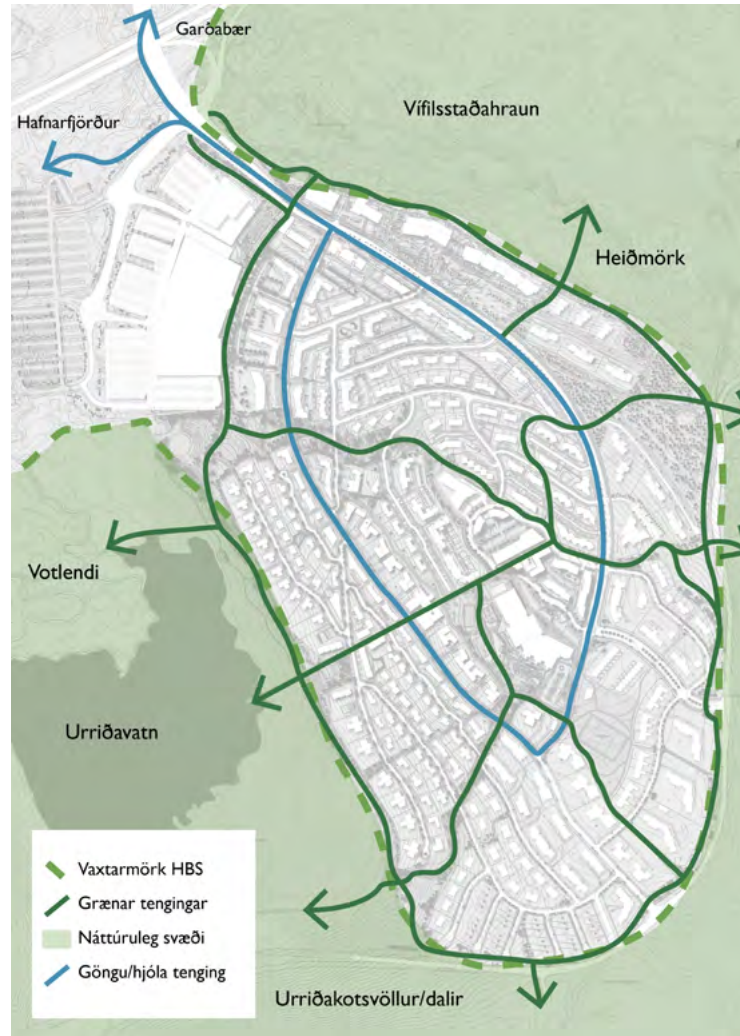 Garðabær
Vífilsstaðahraun
Hafnarfjörður
Heiðmörk
Votlendi
Urriðavatn
Vaxtarmörk HBS
Grænar tengingar
Náttúruleg svæði
Göngu/hjóla tenging
Urriðakotsvöllur/dalir